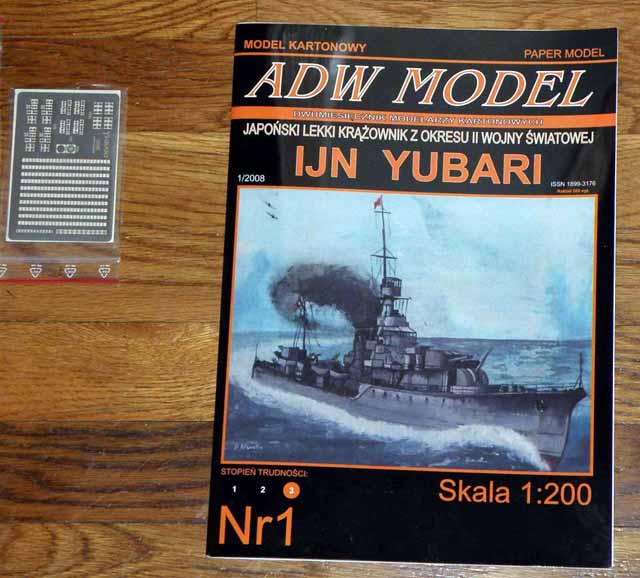 MODEL KARTONOWY
PAPER MODEL
ADW MODEL
DWUMIESIĘCZNIK MODELARZY KARTONOWYCH
JAPOŃSKI LEKKI KRĄŻOWNIK Z OKRESU II WOJNY ŚWIATOWEJ
IJN YUBARI
1/2008
ISSN 1899-3176
STOPIEŃ TRUDNOŚCI:
1 2 3
Skala 1:200
Nr1